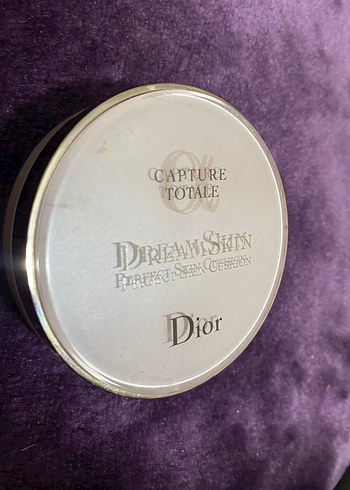 CAPTURE
TOTALE
DREAMSKIN
PERFECT SKIN CUSHION
Dior